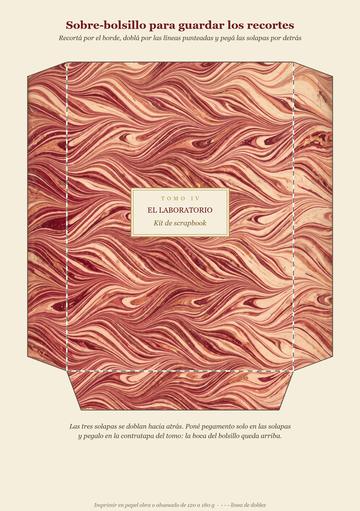 Sobre-bolsillo para guardar los recortes
Recortá por el borde, doblá por las líneas punteadas y pegá las solapas por detrás
TOMO IV
EL LABORATORIO
Kit de scrapbook
Las tres solapas se doblan hacia atrás. Poné pegamento solo en las solapas
y pegalo en la contratapa del tomo: la boca del bolsillo queda arriba.
Imprimir en papel obra o ahuesado de 120 a 180 g · - - - línea de doblez